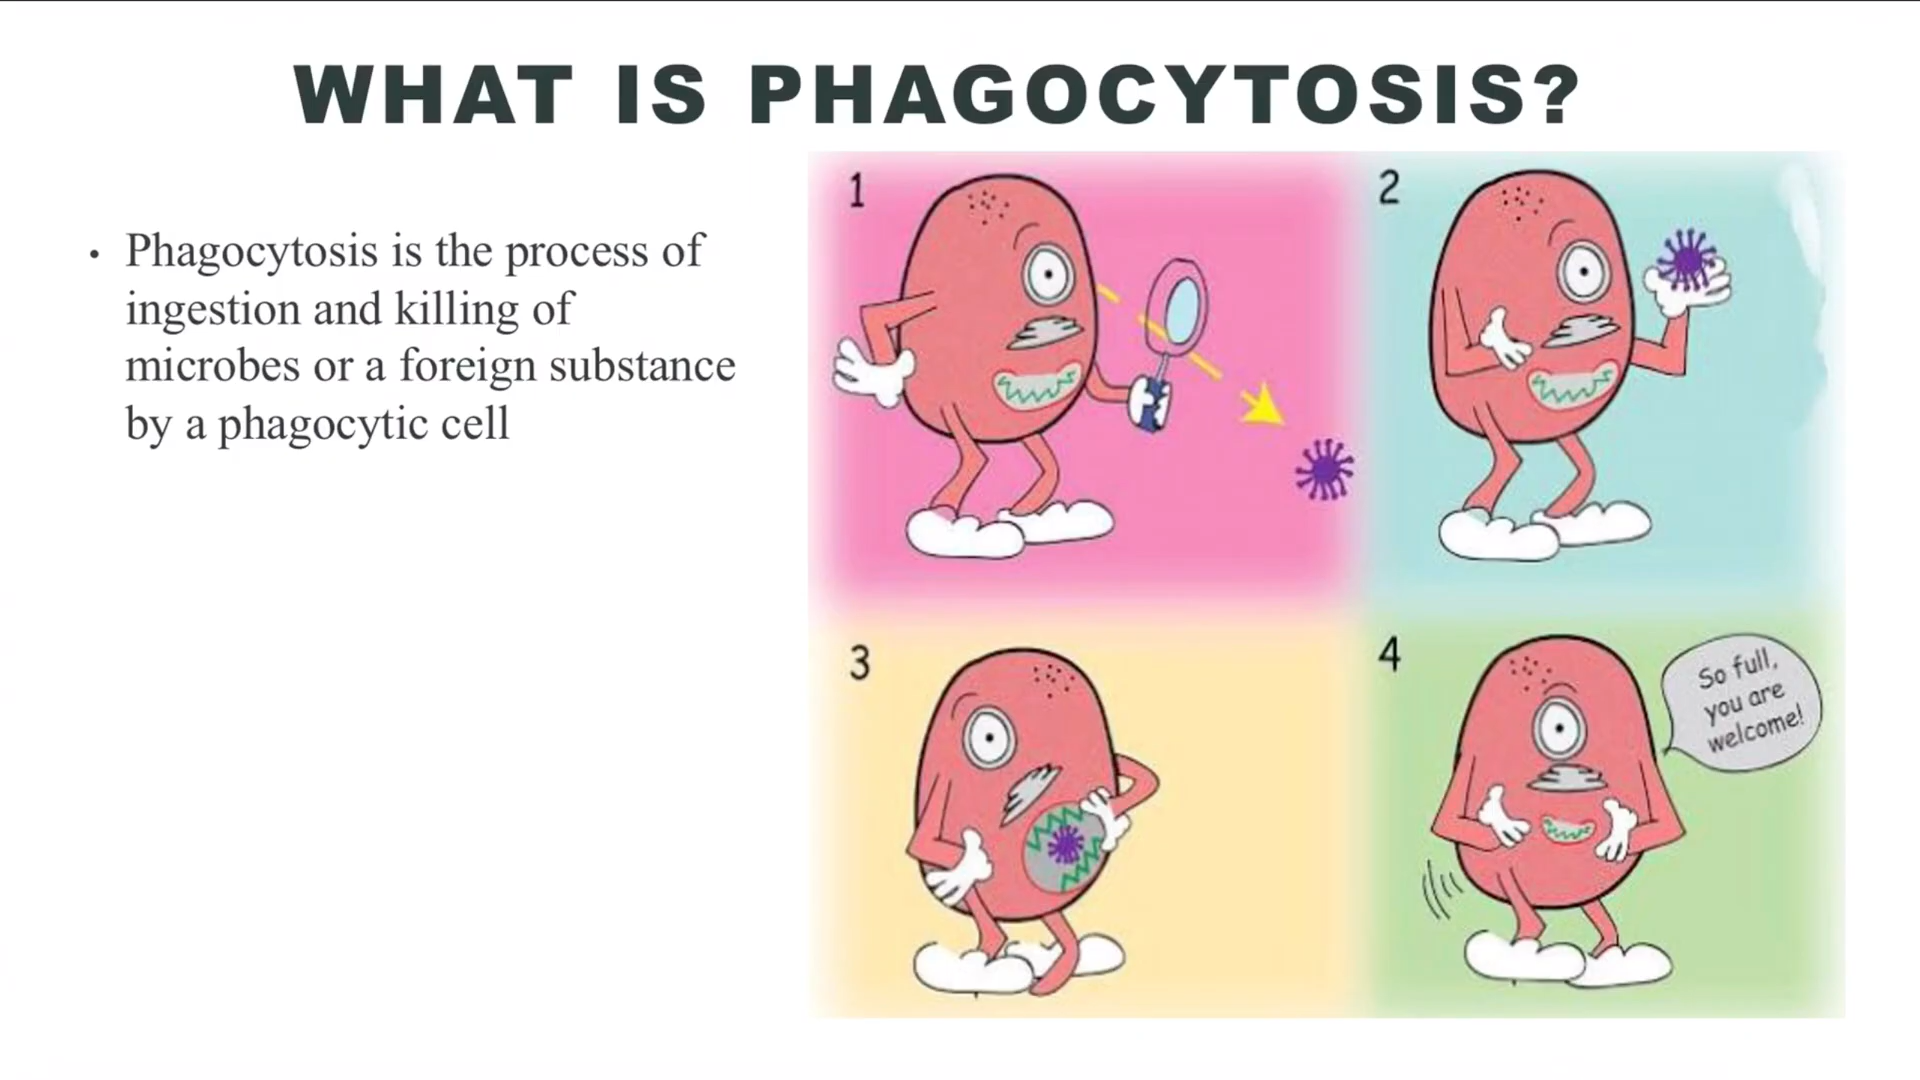 WHAT IS PHAGOCYTOSIS?
• Phagocytosis is the process of
ingestion and killing of
microbes or a foreign substance
by a phagocytic cell
1
2
3
4
So full,
you are
welcome!